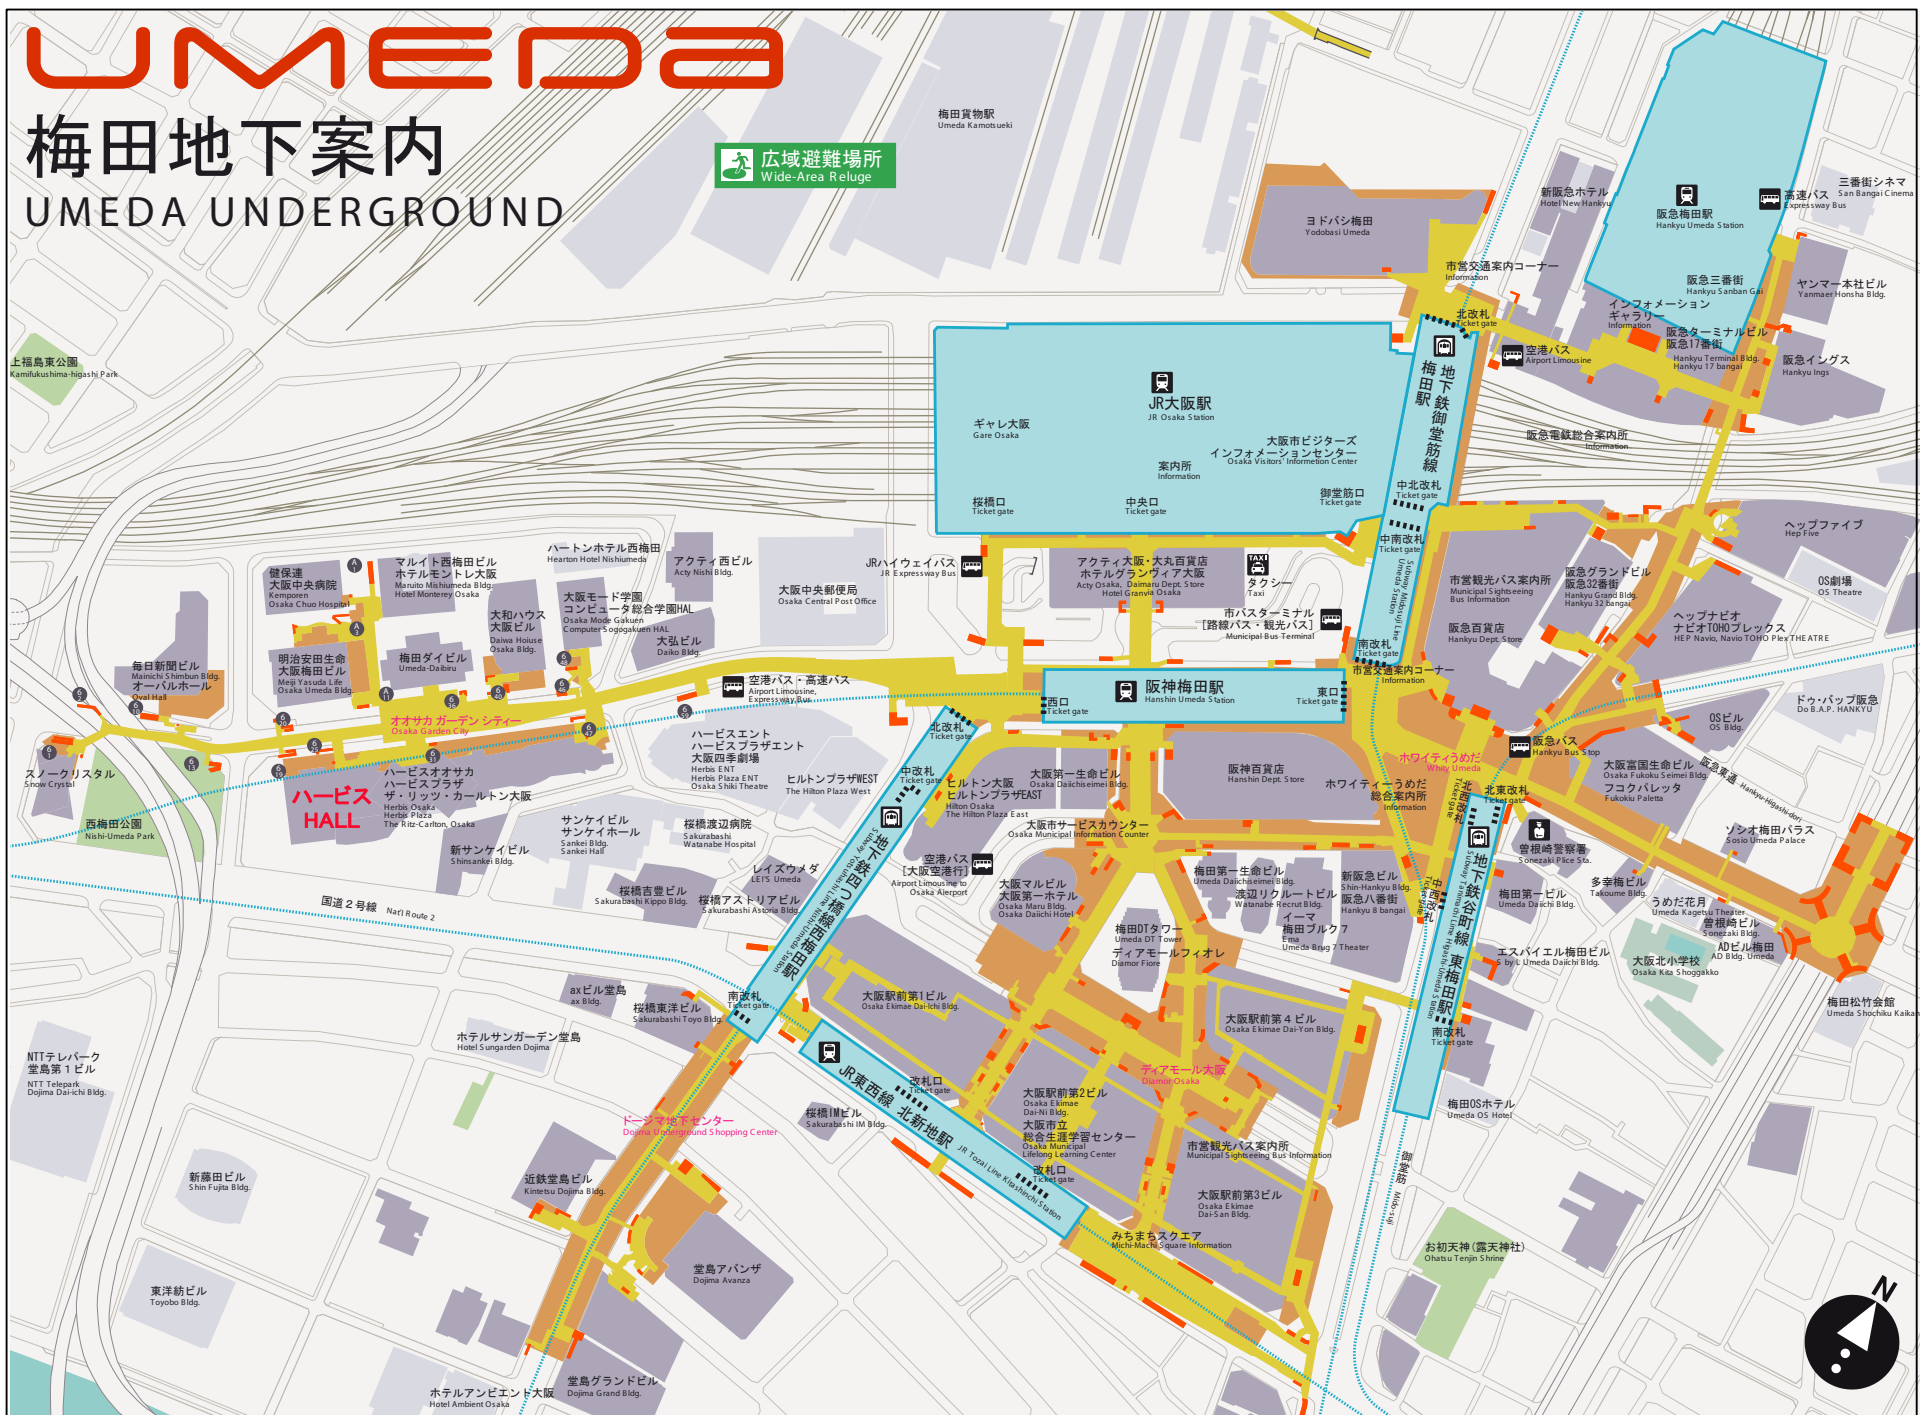 UMEDA
梅田地下案内
UMEDA UNDERGROUND
梅田貨物駅
Umeda Kamotsueki
広域避難場所
Wide-Area Reluge
ヨドバシ梅田
Yodobasi Umeda
新阪急ホテル
Hotel New Hankyu
阪急梅田駅
Hankyu Umeda Station
高速バス
Expressway Bus
三番街シネマ
San Bangai Cinema
市営交通案内コーナー
Information
阪急三番街
Hankyu Sanban Gai
ヤンマー本社ビル
Yanmaer Honsha Bldg.
インフォメーション
ギャラリー
Information
北改札
Ticket gate
阪急ターミナルビル
阪急17番街
Hankyu Terminal Bldg.
Hankyu 17 bangai
空港バス
Airport Limousine
阪急イングス
Hankyu Ings
上福島東公園
Kamifukushima-higashi Park
地下鉄御堂筋線
梅田駅
Subway Midosuji Line
Umeda Station
JR大阪駅
JR Osaka Station
ギャレ大阪
Gare Osaka
大阪市ビジターズ
インフォメーションセンター
Osaka Visitors' Informetion Center
案内所
Information
阪急電鉄総合案内所
Information
桜橋口
Ticket gate
中央口
Ticket gate
御堂筋口
Ticket gate
中北改札
Ticket gate
中南改札
Ticket gate
ヘップファイブ
Hep Five
健保連
大阪中央病院
Kemporen
Osaka Chuo Hospital
マルイト西梅田ビル
ホテルモントレ大阪
Maruito Mishiumeda Bldg.
Hotel Monterey Osaka
ハートンホテル西梅田
Hearton Hotel Nishiumeda
アクティ西ビル
Acty Nishi Bldg.
大阪中央郵便局
Osaka Central Post Office
JRハイウェイバス
JR Expressway Bus
アクティ大阪・大丸百貨店
ホテルグランヴィア大阪
Acty Osaka, Daimaru Dept. Store
Hotel Granvia Osaka
TAXI
タクシー
Taxi
市バスターミナル
[路線バス・観光バス]
Municipal Bus Terminal
市営観光バス案内所
Municipal Sightseeing
Bus Information
阪急グランドビル
阪急32番街
Hankyu Grand Bldg.
Hankyu 32 bangai
OS劇場
OS Theatre
大和ハウス
大阪ビル
Daiwa Hoiuse
Osaka Bldg.
大阪モード学園
コンピュータ総合学園HAL
Osaka Mode Gakuen
Computer Sogogakuen HAL
大弘ビル
Daiko Bldg.
阪急百貨店
Hankyu Dept. Store
ヘップナビオ
ナビオTOHOプレックス
HEP Navio, Navio TOHO Plex THEATRE
毎日新聞ビル
Mainichi Shimbun Bldg.
オーバルホール
Oval Hall
明治安田生命
大阪梅田ビル
Meiji Yasuda Life
Osaka Umeda Bldg.
梅田ダイビル
Umeda-Daibiru
南改札
Ticket gate
市営交通案内コーナー
Information
空港バス・高速バス
Airport Limousine,
Expressway Bus
阪神梅田駅
Hanshin Umeda Station
西口
Ticket gate
東口
Ticket gate
ドゥ・バップ阪急
Do B.A.P. HANKYU
OSビル
OS Bldg.
オオサカ ガーデン シティー
Osaka Garden City
北改札
Ticket gate
阪急バス
Hankyu Bus Stop
ハービスエント
ハービスプラザエント
大阪四季劇場
Herbis ENT
Herbis Plaza ENT
Osaka Shiki Theatre
ホワイティうめだ
Whity Umeda
スノークリスタル
Snow Crystal
ハービスオオサカ
ハービスプラザ
ザ・リッツ・カールトン大阪
Herbis Osaka
Herbis Plaza
The Ritz-Carlton, Osaka
ハービス
HALL
ヒルトンプラザWEST
The Hilton Plaza West
中改札
Ticket gate
ヒルトン大阪
ヒルトンプラザEAST
Hilton Osaka
The Hilton Plaza East
大阪第一生命ビル
Osaka Daiichiseimei Bldg.
阪神百貨店
Hanshin Dept. Store
ホワイティーうめだ
総合案内所
Information
大阪富国生命ビル
Osaka Fukoku Seimei Bldg.
フコクパレッタ
Fukokiu Paletta
阪急東通
Hankyu-Higashi-dori
北西改札
Ticket gate
北東改札
Ticket gate
西梅田公園
Nishi-Umeda Park
サンケイビル
サンケイホール
Sankei Bldg.
Sankei Hall
桜橋渡辺病院
Sakurabashi
Watanabe Hospital
大阪市サービスカウンター
Osaka Municipal Information Counter
ソシオ梅田パラス
Sosio Umeda Palace
曽根崎警察署
Sonezaki Plice Sta.
新サンケイビル
Shinsankei Bldg.
レイズウメダ
LEI'S Umeda
空港バス
[大阪空港行]
Airport Limousine to
Osaka Aierport
大阪マルビル
大阪第一ホテル
Osaka Maru Bldg.
Osaka Daiichi Hotel
梅田第一生命ビル
Umeda Daiichiseimei Bldg.
渡辺リクルートビル
Watanabe Recrut Bldg.
イーマ
梅田ブルク7
Ema
Umeda Brug 7 Theater
新阪急ビル
Shin-Hankyu Bldg.
阪急八番街
Hankyu 8 bangai
梅田第一ビル
Umeda Daiichi Bldg.
多幸梅ビル
Takoume Bldg.
うめだ花月
Umeda Kagetsu Theater
曽根崎ビル
Sonezaki Bldg.
ADビル梅田
AD Bldg. Umeda
桜橋吉豊ビル
Sakurabashi Kippo Bldg.
桜橋アストリアビル
Sakurabashi Astoria Bldg.
国道2号線 Nat'l Route 2
地下鉄四つ橋線西梅田駅
梅田DTタワー
Umeda DT Tower
ディアモールフィオレ
Diamor Fiore
中西改札
Ticket gate
地下鉄谷町線 東梅田駅
エスバイエル梅田ビル
S by L Umeda Daiichi Bldg.
大阪北小学校
Osaka Kita Shoggakko
梅田松竹会館
Umeda Shochiku Kaikan
axビル堂島
ax Bldg.
桜橋東洋ビル
Sakurabashi Toyo Bldg.
南改札
Ticket gate
大阪駅前第1ビル
Osaka Ekimae Dai-Ichi Bldg.
大阪駅前第4ビル
Osaka Ekimae Dai-Yon Bldg.
南改札
Ticket gate
ホテルサンガーデン堂島
Hotel Sungarden Dojima
NTTテレパーク
堂島第1ビル
NTT Telepark
Dojima Dai-ichi Bldg.
JR東西線 北新地駅 JR Tozai Line Kitashinchi Station
改札口
Ticket gate
ディアモール大阪
Diamor Osaka
大阪駅前第2ビル
Osaka Ekimae
Dai-Ni Bldg.
大阪市立
総合生涯学習センター
Osaka Municipal
Lifelong Learning Center
梅田OSホテル
Umeda OS Hotel
ドージマ地下センター
Dojima Underground Shopping Center
桜橋IMビル
Sakurabashi IM Bldg.
市営観光バス案内所
Municipal Sightseeing Bus Information
御堂筋 Mido-suji
改札口
Ticket gate
新藤田ビル
Shin Fujita Bldg.
近鉄堂島ビル
Kintetsu Dojima Bldg.
大阪駅前第3ビル
Osaka Ekimae
Dai-San Bldg.
みちまちスクエア
Michi-Machi Square Information
お初天神(露天神社)
Ohatsu Tenjin Shrine
東洋紡ビル
Toyobo Bldg.
堂島アバンザ
Dojima Avanza
N
堂島グランドビル
Dojima Grand Bldg.
ホテルアンビエント大阪
Hotel Ambient Osaka